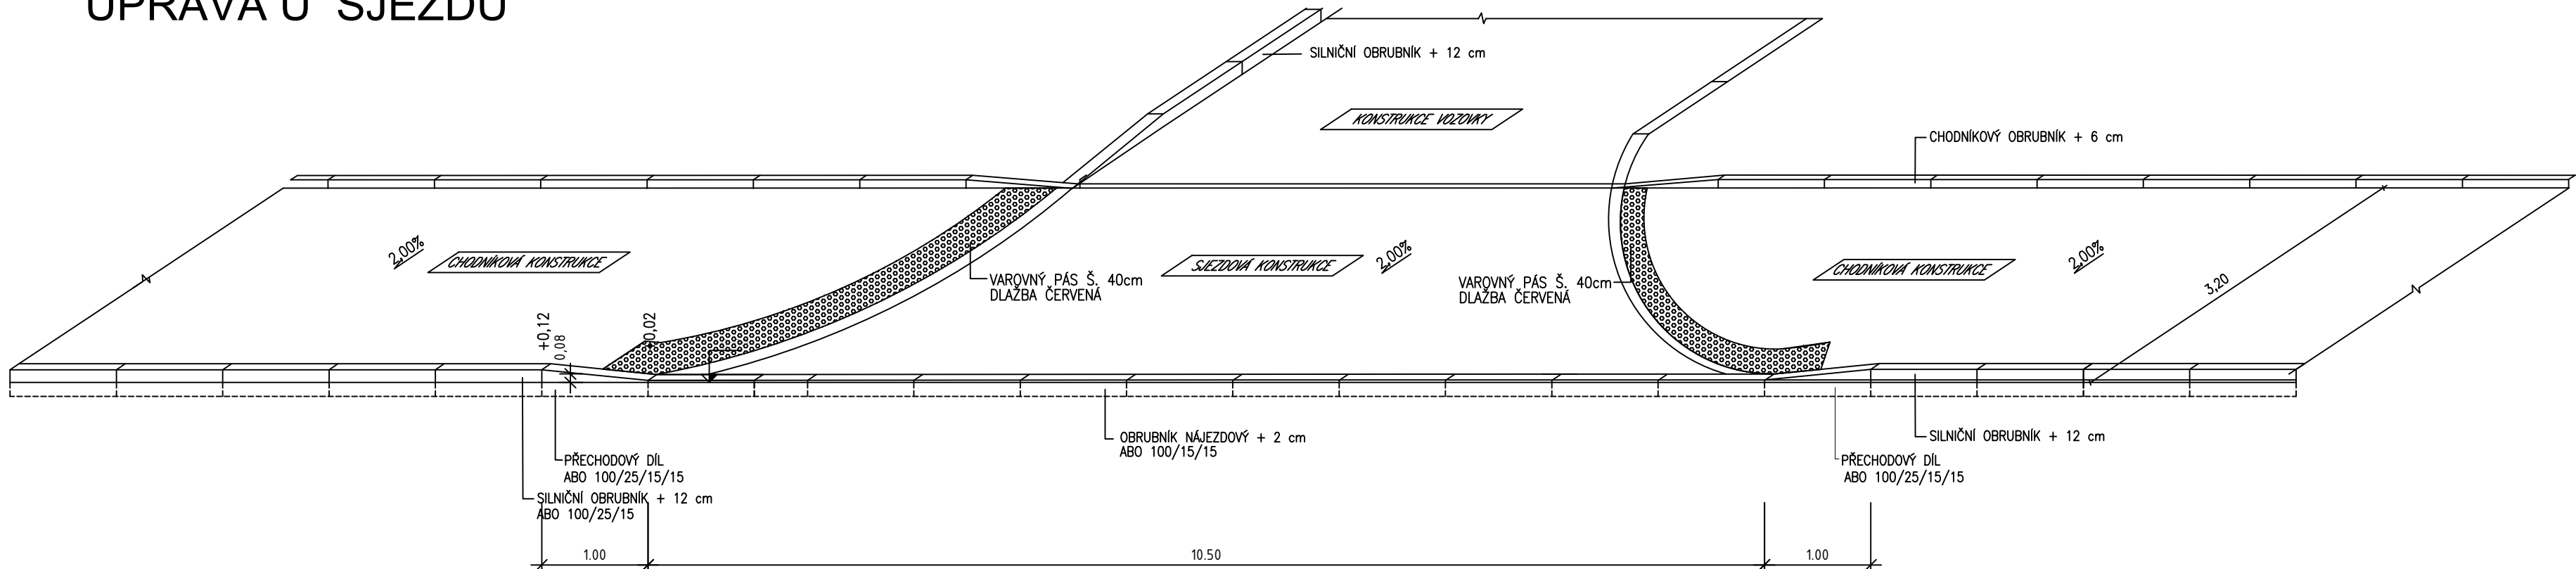 ÚPRAVA U SJEZDU
SILNIČNÍ OBRUBNÍK + 12 cm
KONSTRUKCE VOZOVKY
CHODNÍKOVÝ OBRUBNÍK + 6 cm
2,00%
CHODNÍKOVÁ KONSTRUKCE
SJEZDOVÁ KONSTRUKCE
2,00%
CHODNÍKOVÁ KONSTRUKCE
2,00%
VAROVNÝ PÁS Š. 40cm
DLAŽBA ČERVENÁ
VAROVNÝ PÁS Š. 40cm
DLAŽBA ČERVENÁ
3,20
+0,12
0,08
+0,02
OBRUBNÍK NÁJEZDOVÝ + 2 cm
ABO 100/15/15
SILNIČNÍ OBRUBNÍK + 12 cm
PŘECHODOVÝ DÍL
ABO 100/25/15/15
PŘECHODOVÝ DÍL
ABO 100/25/15/15
SILNIČNÍ OBRUBNÍK + 12 cm
ABO 100/25/15
1.00
10.50
1.00